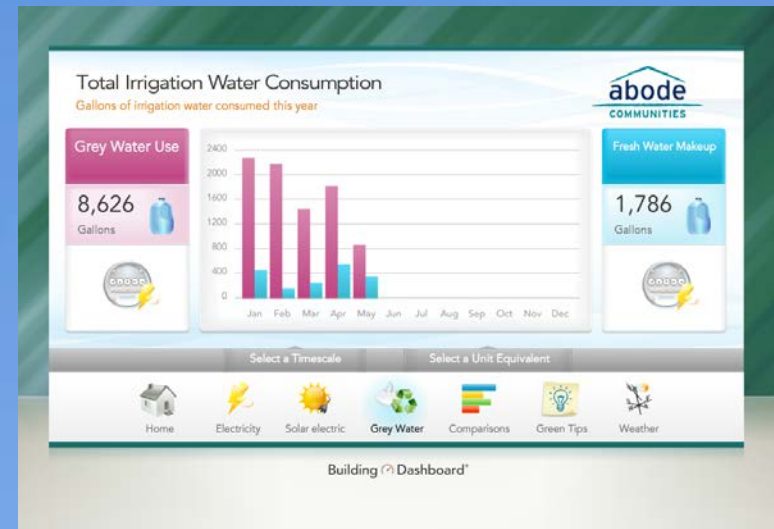 Total Irrigation Water Consumption
Gallons of irrigation water consumed this year
abode
COMMUNITIES
Grey Water Use
8,626
Gallons
2400
2000
1600
1200
800
400
0
Jan Feb Mar Apr May Jun Jul Aug Sep Oct Nov Dec
Fresh Water Makeup
1,786
Gallons
Select a Timescale
Select a Unit Equivalent
Home Electricity Solar electric Grey Water Comparisons Green Tips Weather
Building Dashboard®